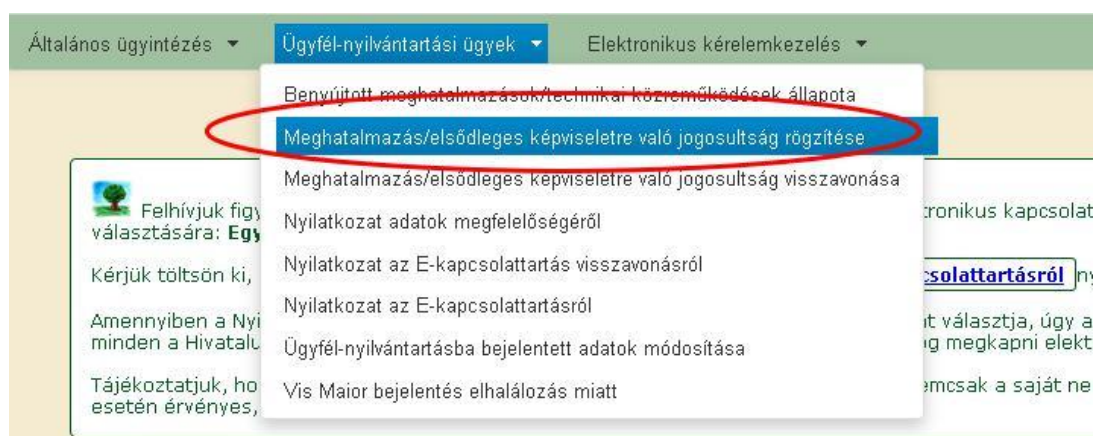 Általános ügyintézés
Ügyfél-nyilvántartási ügyek
Elektronikus kérelemkezelés
Benyújtott meghatalmazások/technikai közreműködések állapota
Meghatalmazás/elsődleges képviseletre való jogosultság rögzítése
Meghatalmazás/elsődleges képviseletre való jogosultság visszavonása
Nyilatkozat adatok megfelelőségéről
Nyilatkozat az E-kapcsolattartás visszavonásról
Nyilatkozat az E-kapcsolattartásról
Ügyfél-nyilvántartásba bejelentett adatok módosítása
Vis Maior bejelentés elhalálozás miatt
Felhívjuk figy tronikus kapcsolat
választására: Egy
Kérjük töltsön ki, csolattartásról ny
Amennyiben a Nyi t választja, úgy a
minden a Hivatalu g megkapni elekt
Tájékoztatjuk, ho emcsak a saját ne
esetén érvényes,